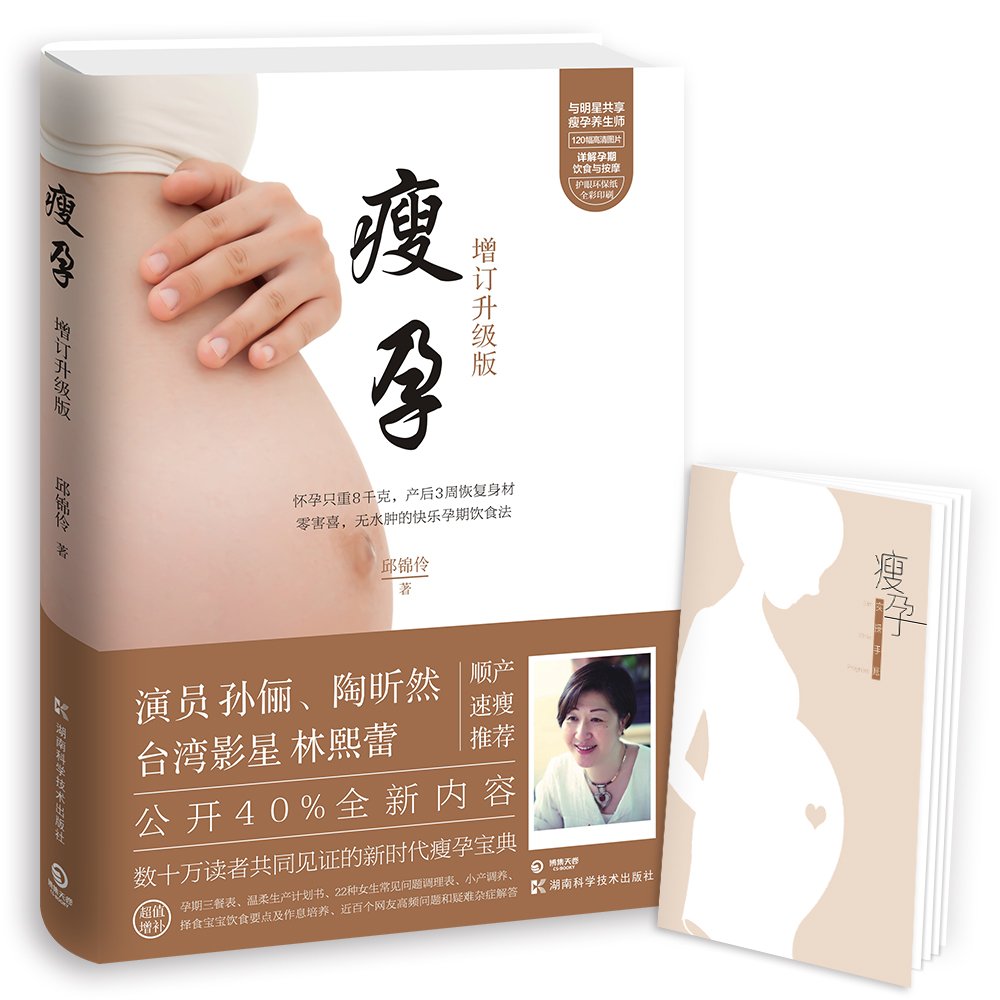 瘦孕
增订升级版
邱锦伶 著
湖南科学技术出版社
博集天卷
CS-BOOKY
与明星共享
瘦孕养生师
120幅高清图片
详解孕期
饮食与按摩
护眼环保纸
全彩印刷
瘦孕
增订升级版
怀孕只重8千克，产后3周恢复身材
零害喜，无水肿的快乐孕期饮食法
邱锦伶
著
演员 孙俪、陶昕然
台湾影星 林熙蕾
顺产
速瘦
推荐
公开40%全新内容
数十万读者共同见证的新时代瘦孕宝典
超值
增补
孕期三餐表、温柔生产计划书、22种女生常见问题调理表、小产调养、
择食宝宝饮食要点及作息培养、近百个网友高频问题和疑难杂症解答
博集天卷
CS-BOOKY
湖南科学技术出版社
瘦孕